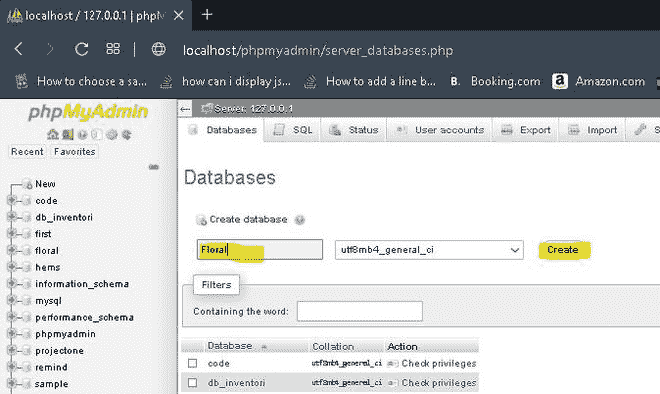 localhost / 127.0.0.1 | phpM
localhost/phpmyadmin/server_databases.php
How to choose a sa... how can i display js... How to add a line b... Booking.com Amazon.com
phpMyAdmin
Recent Favorites
New
code
db_inventori
first
floral
hems
information_schema
mysql
performance_schema
phpmyadmin
projectone
remind
sample
Server: 127.0.0.1
Databases SQL Status User accounts Export Import S
Databases
Create database
Floral utf8mb4_general_ci Create
Filters
Containing the word:
Database Collation Action
code utf8mb4_general_ci Check privileges
db_inventori utf8mb4_general_ci Check privileges